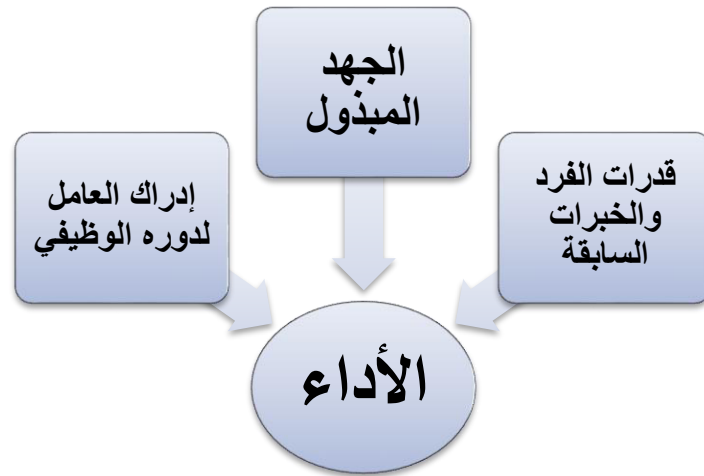 الجهد
المبذول
قدرات الفرد
والخبرات
السابقة
إدراك العامل
لدوره الوظيفي
الأداء